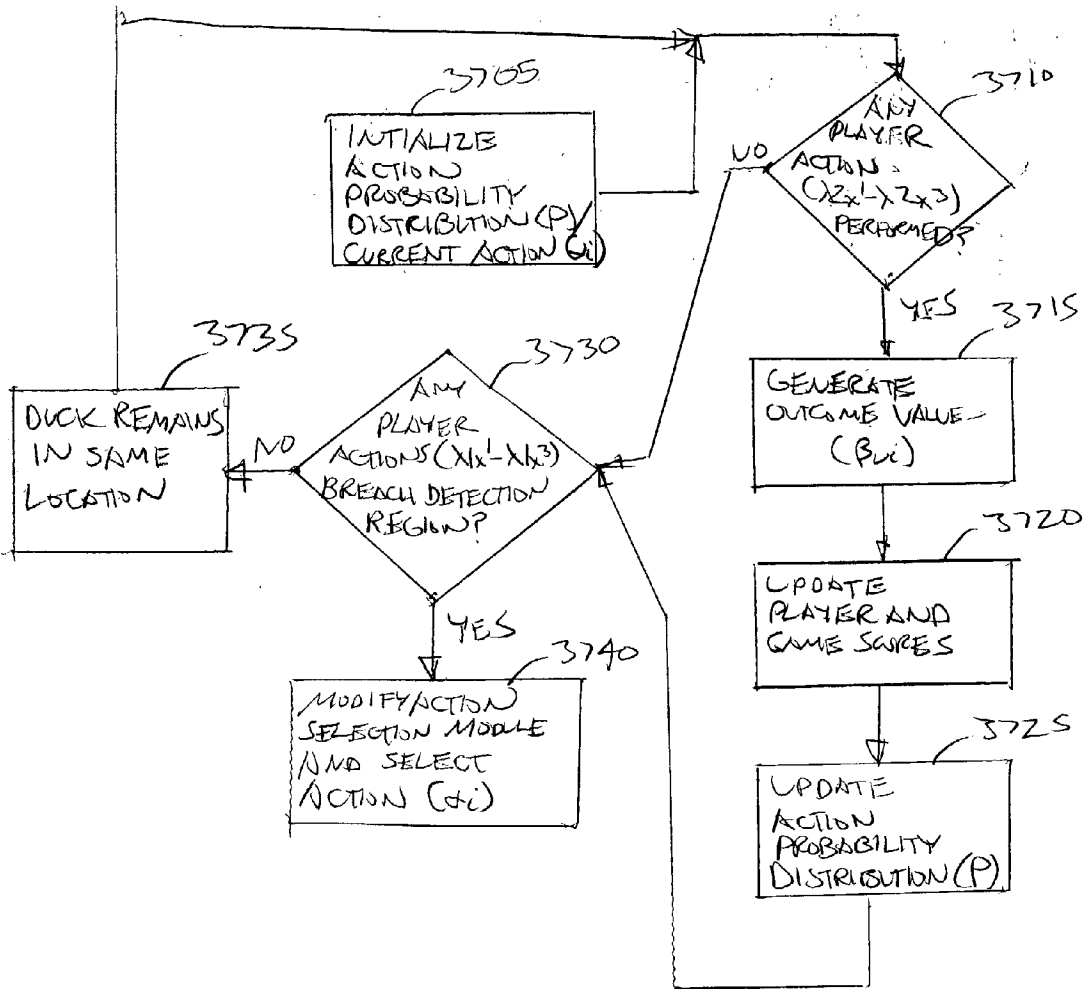 3705
INTIALIZE
ACTION
PROBABILITY
DISTRIBUTION (P)/
CURRENT ACTION (αi)
3710
ANY
PLAYER
ACTION
(λ2x¹-λ2x³)
PERFORMED?
NO
YES
3715
GENERATE
OUTCOME VALUE
(βvi)
3720
UPDATE
PLAYER AND
GAME SCORES
3725
UPDATE
ACTION
PROBABILITY
DISTRIBUTION (P)
3730
ANY
PLAYER
ACTIONS (λ1x¹-λ1x³)
BREACH DETECTION
REGION?
NO
YES
3735
DUCK REMAINS
IN SAME
LOCATION
3740
MODIFY ACTION
SELECTION MODULE
AND SELECT
ACTION (αi)